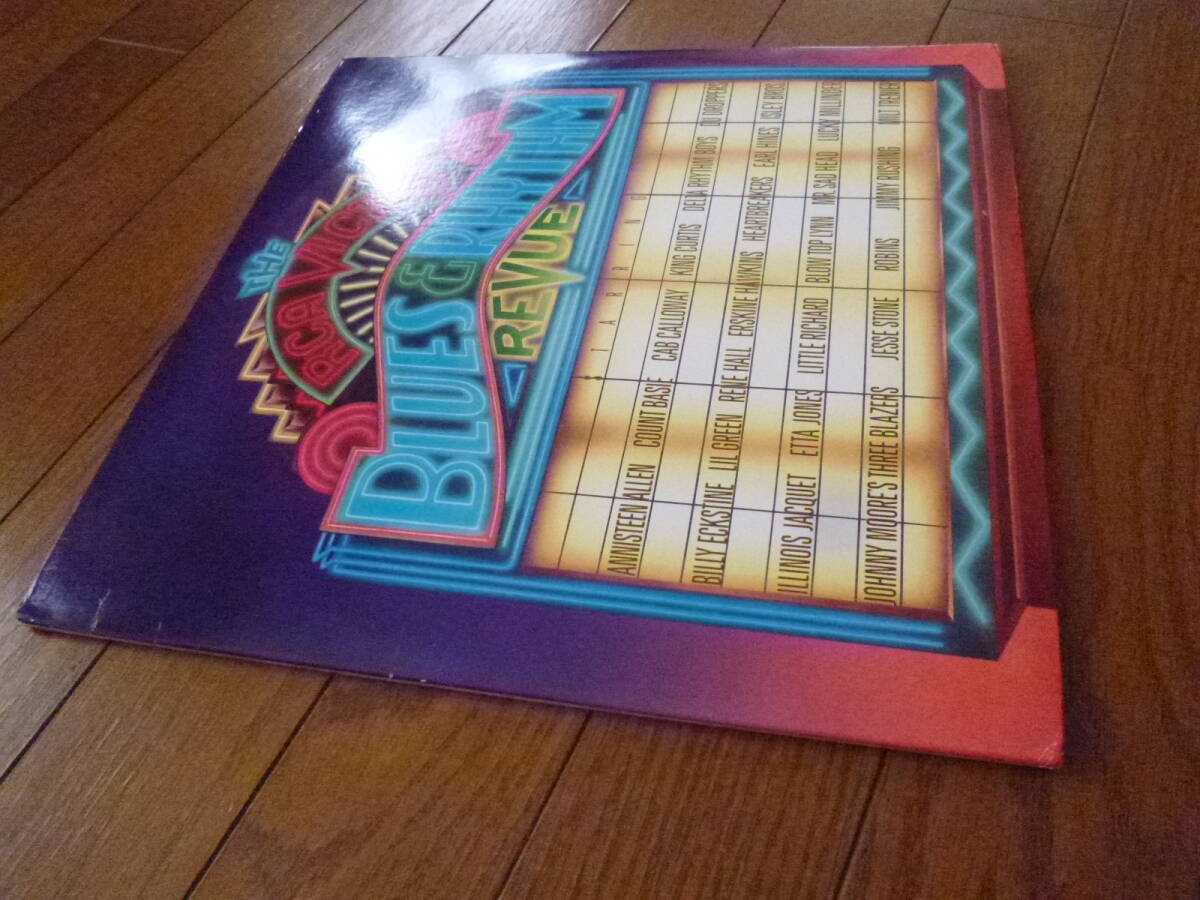 THE
RCA VICTOR
BLUES & RHYTHM
REVUE
STARRING
ANNISTEEN ALLEN COUNT BASIE CAB CALLOWAY KING CURTIS DELTA RHYTHM BOYS DU DROPPERS
BILLY ECKSTINE LIL GREEN RENE HALL ERSKINE HAWKINS HEARTBREAKERS EARL HINES ISLEY BROS
ILLINOIS JACQUET ETTA JONES LITTLE RICHARD BLOW TOP LYNN MR. SAD HEAD LUCKY MILLINDER
JOHNNY MOORE'S THREE BLAZERS JESSE STONE ROBINS JIMMY RUSHING MILT TRENIER